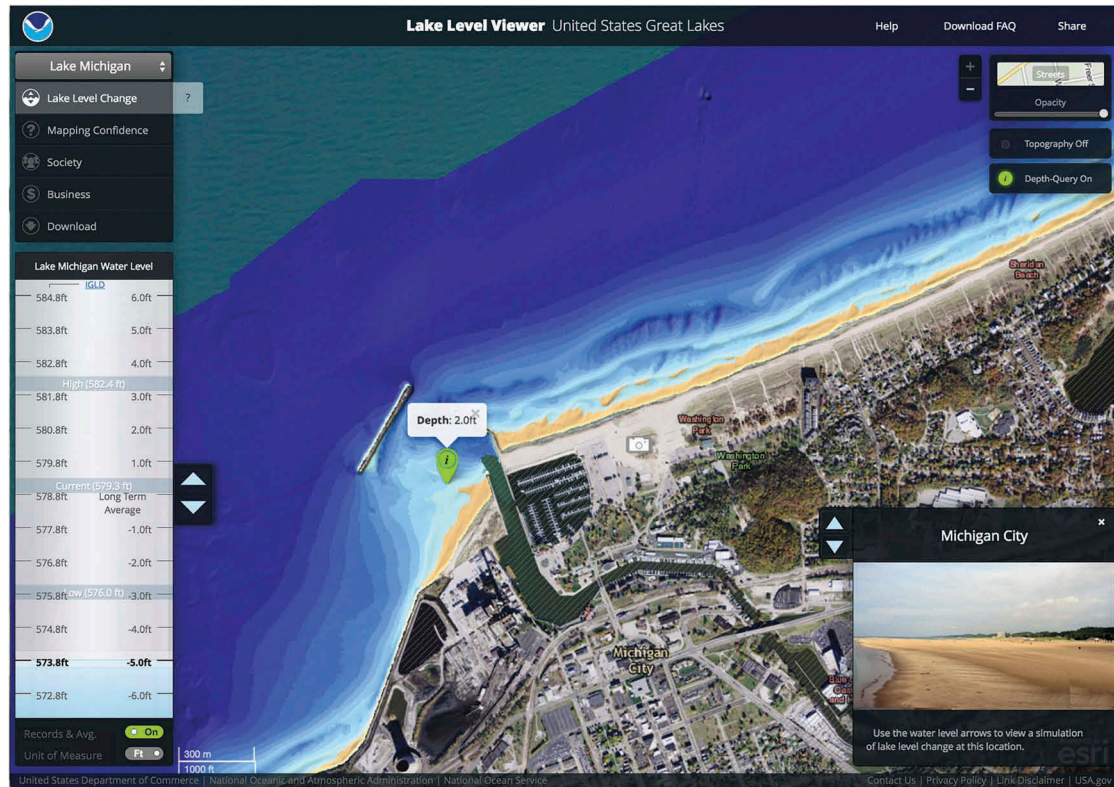 Lake Level Viewer United States Great Lakes
Help
Download FAQ
Share
Lake Michigan
Lake Level Change
?
Mapping Confidence
Society
Business
Download
Lake Michigan Water Level
IGLD
584.8ft 6.0ft
583.8ft 5.0ft
582.8ft 4.0ft
High (582.4 ft)
581.8ft 3.0ft
580.8ft 2.0ft
579.8ft 1.0ft
Current (579.3 ft)
578.8ft Long Term
Average
577.8ft -1.0ft
576.8ft -2.0ft
Low (576.0 ft)
575.8ft -3.0ft
574.8ft -4.0ft
573.8ft -5.0ft
572.8ft -6.0ft
Records & Avg. On
Unit of Measure Ft
Streets
Opacity
Topography Off
Depth-Query On
Sheridan
Beach
Depth: 2.0ft
Washington
Park
Washington
Park
Michigan
City
Michigan City
Use the water level arrows to view a simulation
of lake level change at this location.
esri
300 m
1000 ft
United States Department of Commerce | National Oceanic and Atmospheric Administration | National Ocean Service
Contact Us | Privacy Policy | Link Disclaimer | USA.gov